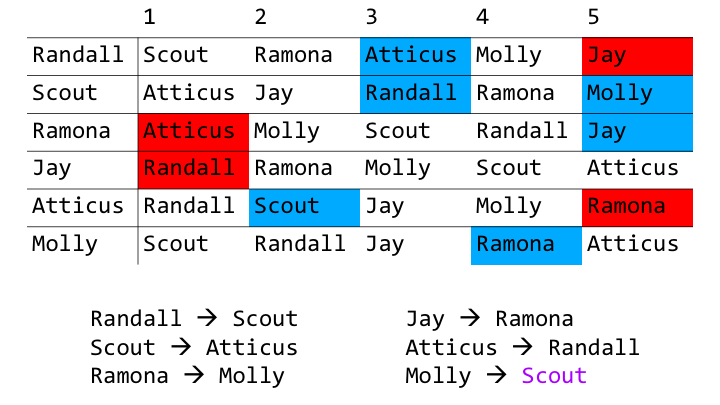 1 2 3 4 5
Randall Scout Ramona Atticus Molly Jay
Scout Atticus Jay Randall Ramona Molly
Ramona Atticus Molly Scout Randall Jay
Jay Randall Ramona Molly Scout Atticus
Atticus Randall Scout Jay Molly Ramona
Molly Scout Randall Jay Ramona Atticus
Randall → Scout
Scout → Atticus
Ramona → Molly
Jay → Ramona
Atticus → Randall
Molly → Scout